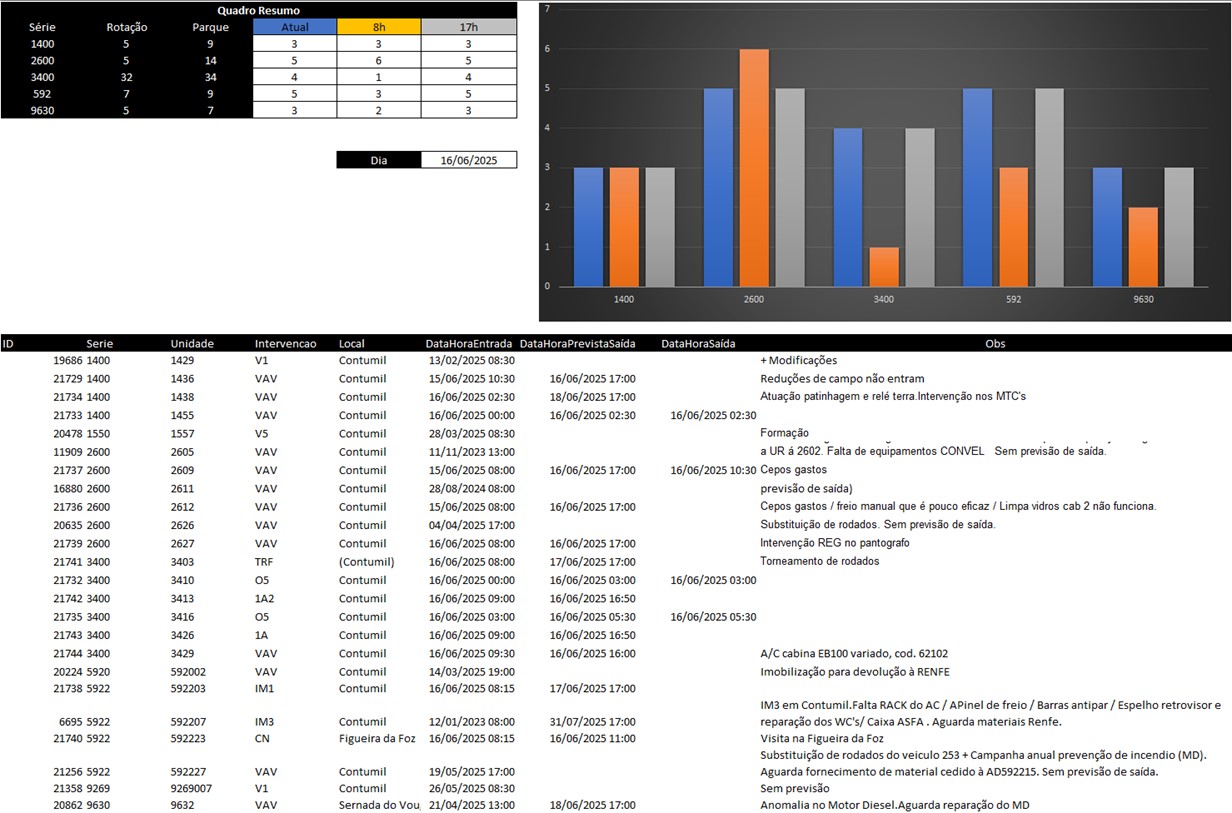 Quadro Resumo
Série Rotação Parque Atual 8h 17h
1400 5 9 3 3 3
2600 5 14 5 6 5
3400 32 34 4 1 4
592 7 9 5 3 5
9630 5 7 3 2 3
Dia 16/06/2025
7
6
5
4
3
2
1
0
1400 2600 3400 592 9630
ID Serie Unidade Intervencao Local DataHoraEntrada DataHoraPrevistaSaída DataHoraSaída Obs
19686 1400 1429 V1 Contumil 13/02/2025 08:30 + Modificações
21729 1400 1436 VAV Contumil 15/06/2025 10:30 16/06/2025 17:00 Reduções de campo não entram
21734 1400 1438 VAV Contumil 16/06/2025 02:30 18/06/2025 17:00 Atuação patinhagem e relé terra.Intervenção nos MTC's
21733 1400 1455 VAV Contumil 16/06/2025 00:00 16/06/2025 02:30 16/06/2025 02:30
20478 1550 1557 V5 Contumil 28/03/2025 08:30 Formação
11909 2600 2605 VAV Contumil 11/11/2023 13:00 a UR á 2602. Falta de equipamentos CONVEL Sem previsão de saída.
21737 2600 2609 VAV Contumil 15/06/2025 08:00 16/06/2025 17:00 16/06/2025 10:30 Cepos gastos
16880 2600 2611 VAV Contumil 28/08/2024 08:00 previsão de saída)
21736 2600 2612 VAV Contumil 15/06/2025 08:00 16/06/2025 17:00 Cepos gastos / freio manual que é pouco eficaz / Limpa vidros cab 2 não funciona.
20635 2600 2626 VAV Contumil 04/04/2025 17:00 Substituição de rodados. Sem previsão de saída.
21739 2600 2627 VAV Contumil 16/06/2025 08:00 16/06/2025 17:00 Intervenção REG no pantografo
21741 3400 3403 TRF (Contumil) 16/06/2025 08:00 17/06/2025 17:00 Torneamento de rodados
21732 3400 3410 O5 Contumil 16/06/2025 00:00 16/06/2025 03:00 16/06/2025 03:00
21742 3400 3413 1A2 Contumil 16/06/2025 09:00 16/06/2025 16:50
21735 3400 3416 O5 Contumil 16/06/2025 03:00 16/06/2025 05:30 16/06/2025 05:30
21743 3400 3426 1A Contumil 16/06/2025 09:00 16/06/2025 16:50
21744 3400 3429 VAV Contumil 16/06/2025 09:30 16/06/2025 16:00 A/C cabina EB100 variado, cod. 62102
20224 5920 592002 VAV Contumil 14/03/2025 19:00 Imobilização para devolução à RENFE
21738 5922 592203 IM1 Contumil 16/06/2025 08:15 17/06/2025 17:00
IM3 em Contumil.Falta RACK do AC / APinel de freio / Barras antipar / Espelho retrovisor e
6695 5922 592207 IM3 Contumil 12/01/2023 08:00 31/07/2025 17:00 reparação dos WC's/ Caixa ASFA . Aguarda materiais Renfe.
21740 5922 592223 CN Figueira da Foz 16/06/2025 08:15 16/06/2025 11:00 Visita na Figueira da Foz
Substituição de rodados do veiculo 253 + Campanha anual prevenção de incendio (MD).
21256 5922 592227 VAV Contumil 19/05/2025 17:00 Aguarda fornecimento de material cedido à AD592215. Sem previsão de saída.
21358 9269 9269007 V1 Contumil 26/05/2025 08:30 Sem previsão
20862 9630 9632 VAV Sernada do Vou 21/04/2025 13:00 18/06/2025 17:00 Anomalia no Motor Diesel.Aguarda reparação do MD